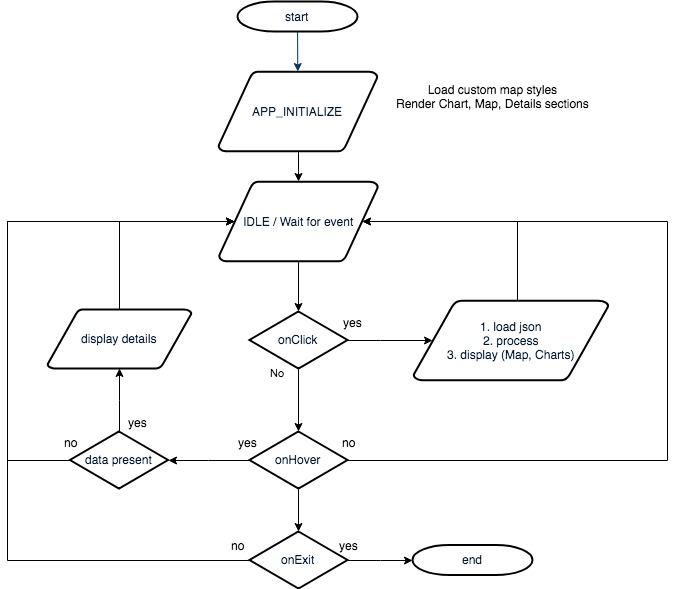 start
APP_INITIALIZE
Load custom map styles
Render Chart, Map, Details sections
IDLE / Wait for event
display details
onClick
yes
1. load json
2. process
3. display (Map, Charts)
No
yes
no
data present
yes
onHover
no
no
onExit
yes
end